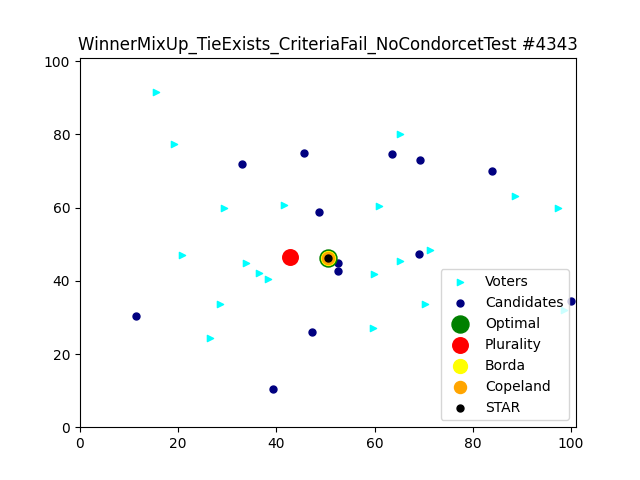 WinnerMixUp_TieExists_CriteriaFail_NoCondorcetTest #4343
100
80
60
40
20
0
0 20 40 60 80 100
Voters
Candidates
Optimal
Plurality
Borda
Copeland
STAR